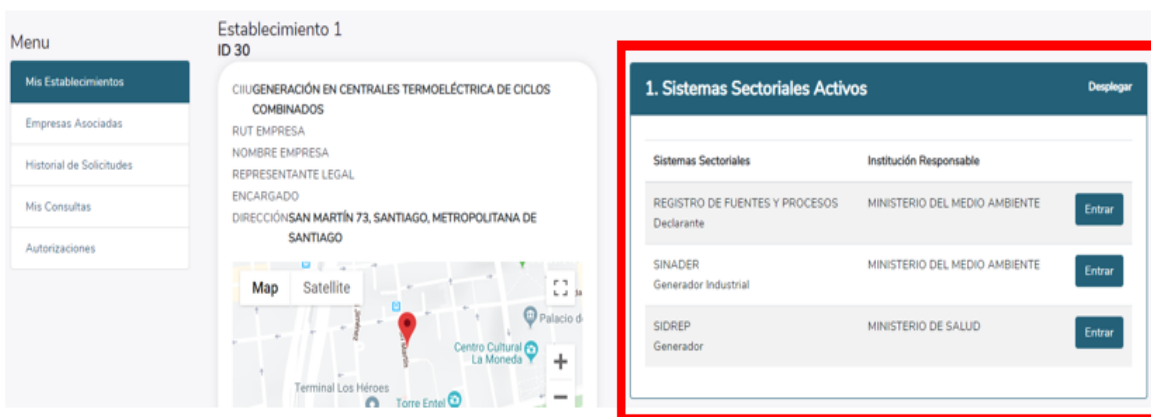 Menu
Mis Establecimientos
Empresas Asociadas
Historial de Solicitudes
Mis Consultas
Autorizaciones
Establecimiento 1
ID 30
CIIUGENERACIÓN EN CENTRALES TERMOELÉCTRICA DE CICLOS
COMBINADOS
RUT EMPRESA
NOMBRE EMPRESA
REPRESENTANTE LEGAL
ENCARGADO
DIRECCIÓNSAN MARTÍN 73, SANTIAGO, METROPOLITANA DE
SANTIAGO
Map Satellite
Palacio d
Centro Cultural
La Moneda
Terminal Los Héroes
Torre Entel
1. Sistemas Sectoriales Activos Desplegar
Sistemas Sectoriales Institución Responsable
REGISTRO DE FUENTES Y PROCESOS MINISTERIO DEL MEDIO AMBIENTE Entrar
Declarante
SINADER MINISTERIO DEL MEDIO AMBIENTE Entrar
Generador Industrial
SIDREP MINISTERIO DE SALUD Entrar
Generador